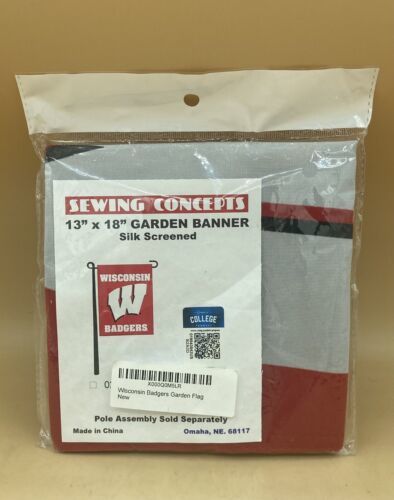 SEWING CONCEPTS
13" x 18" GARDEN BANNER
Silk Screened
WISCONSIN
W
BADGERS
COLLEGE
X000Q0M5LR
Wisconsin Badgers Garden Flag
New
Pole Assembly Sold Separately
Made in China
Omaha, NE. 68117